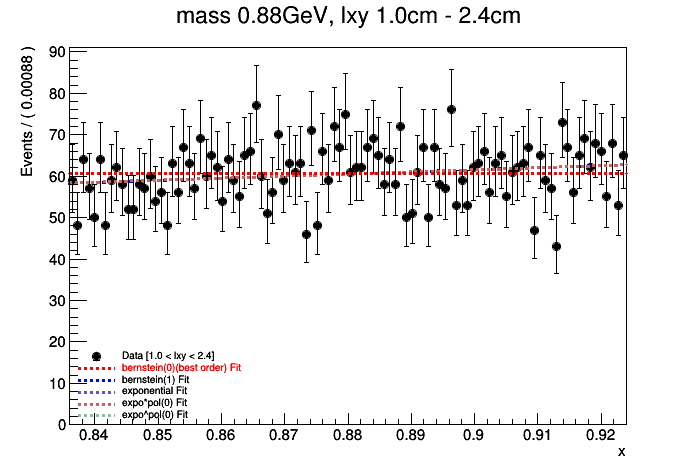 mass 0.88GeV, lxy 1.0cm - 2.4cm
Events / ( 0.00088 )
90
80
70
60
50
40
30
20
10
0
Data [1.0 < lxy < 2.4]
bernstein(0)(best order) Fit
bernstein(1) Fit
exponential Fit
expo*pol(0) Fit
expo^pol(0) Fit
0.84 0.85 0.86 0.87 0.88 0.89 0.9 0.91 0.92
x